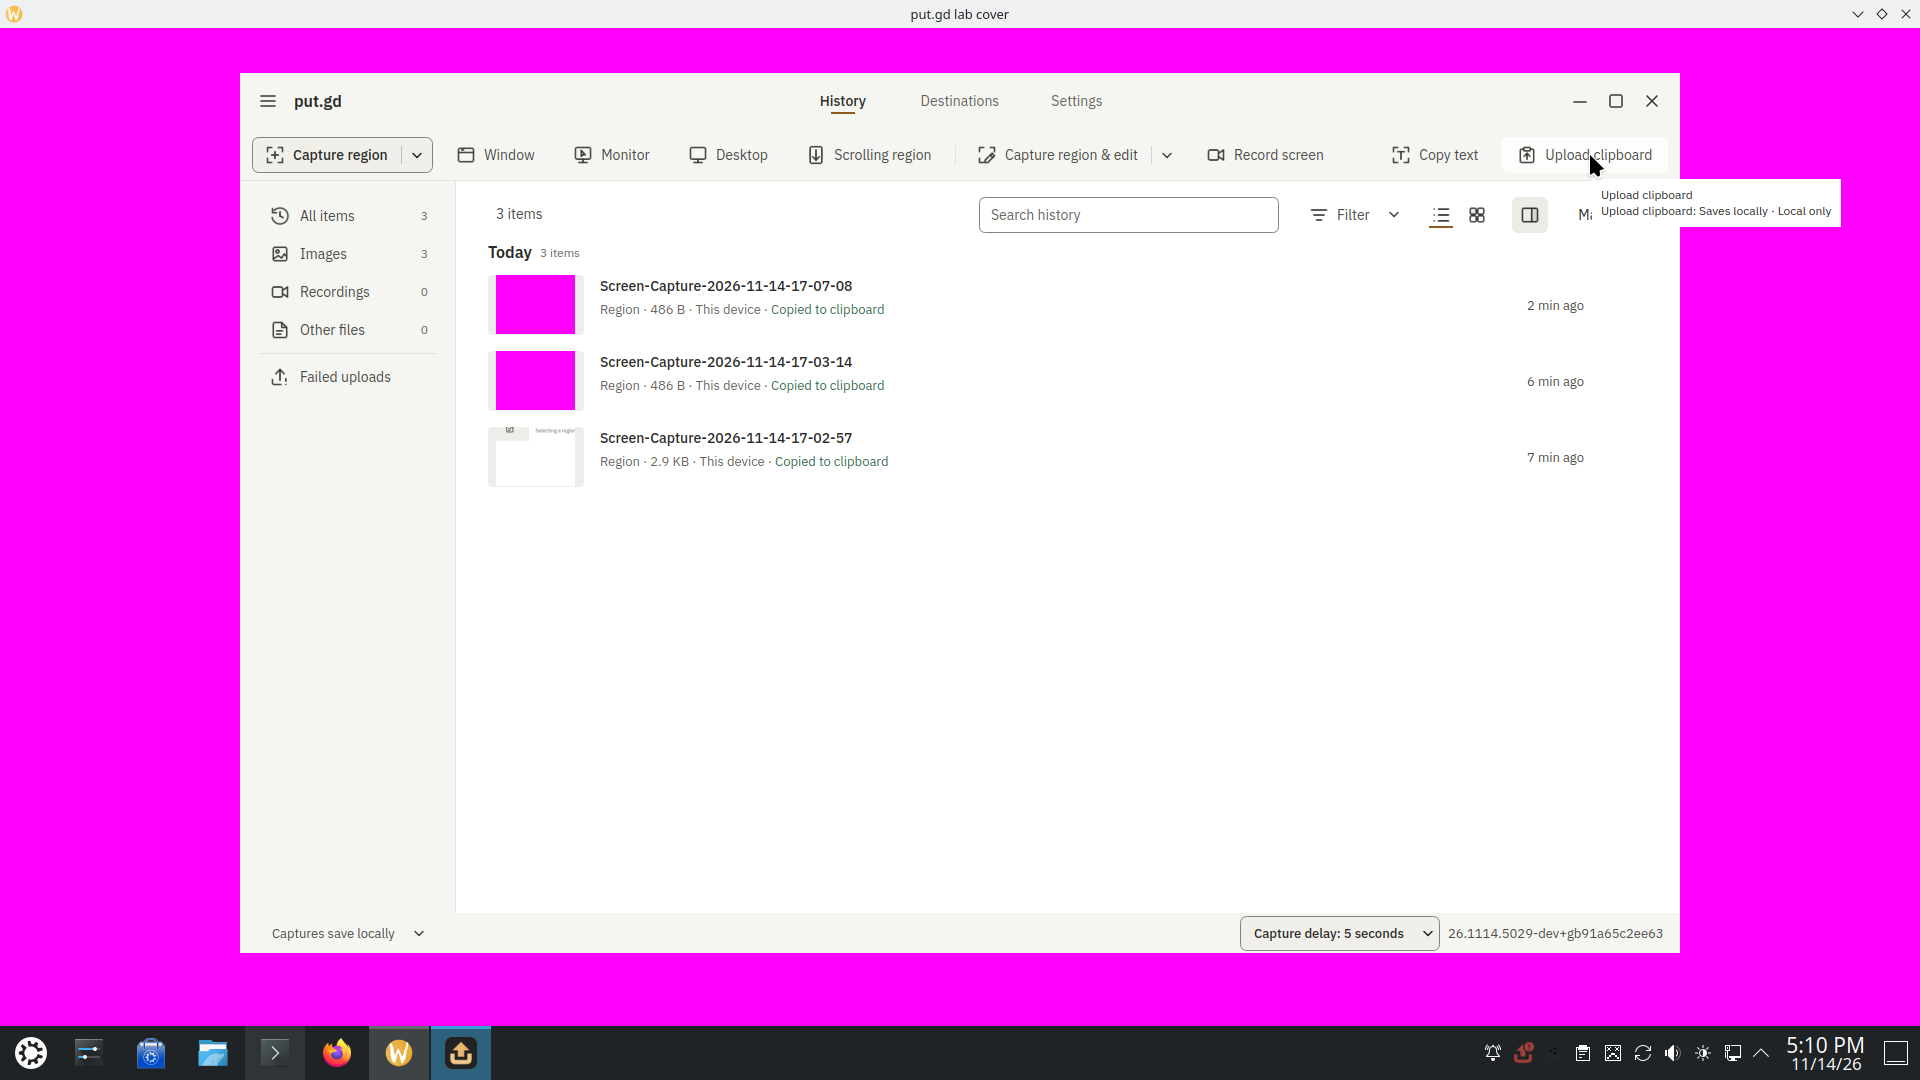 put.gd lab cover
put.gd
History
Destinations
Settings
Capture region
Window
Monitor
Desktop
Scrolling region
Capture region & edit
Record screen
Copy text
Upload clipboard
Upload clipboard
Upload clipboard: Saves locally · Local only
All items 3
Images 3
Recordings 0
Other files 0
Failed uploads
3 items
Search history
Filter
Today 3 items
Screen-Capture-2026-11-14-17-07-08
Region · 486 B · This device · Copied to clipboard
2 min ago
Screen-Capture-2026-11-14-17-03-14
Region · 486 B · This device · Copied to clipboard
6 min ago
Selecting a region
Screen-Capture-2026-11-14-17-02-57
Region · 2.9 KB · This device · Copied to clipboard
7 min ago
Captures save locally
Capture delay: 5 seconds
26.1114.5029-dev+gb91a65c2ee63
5:10 PM
11/14/26